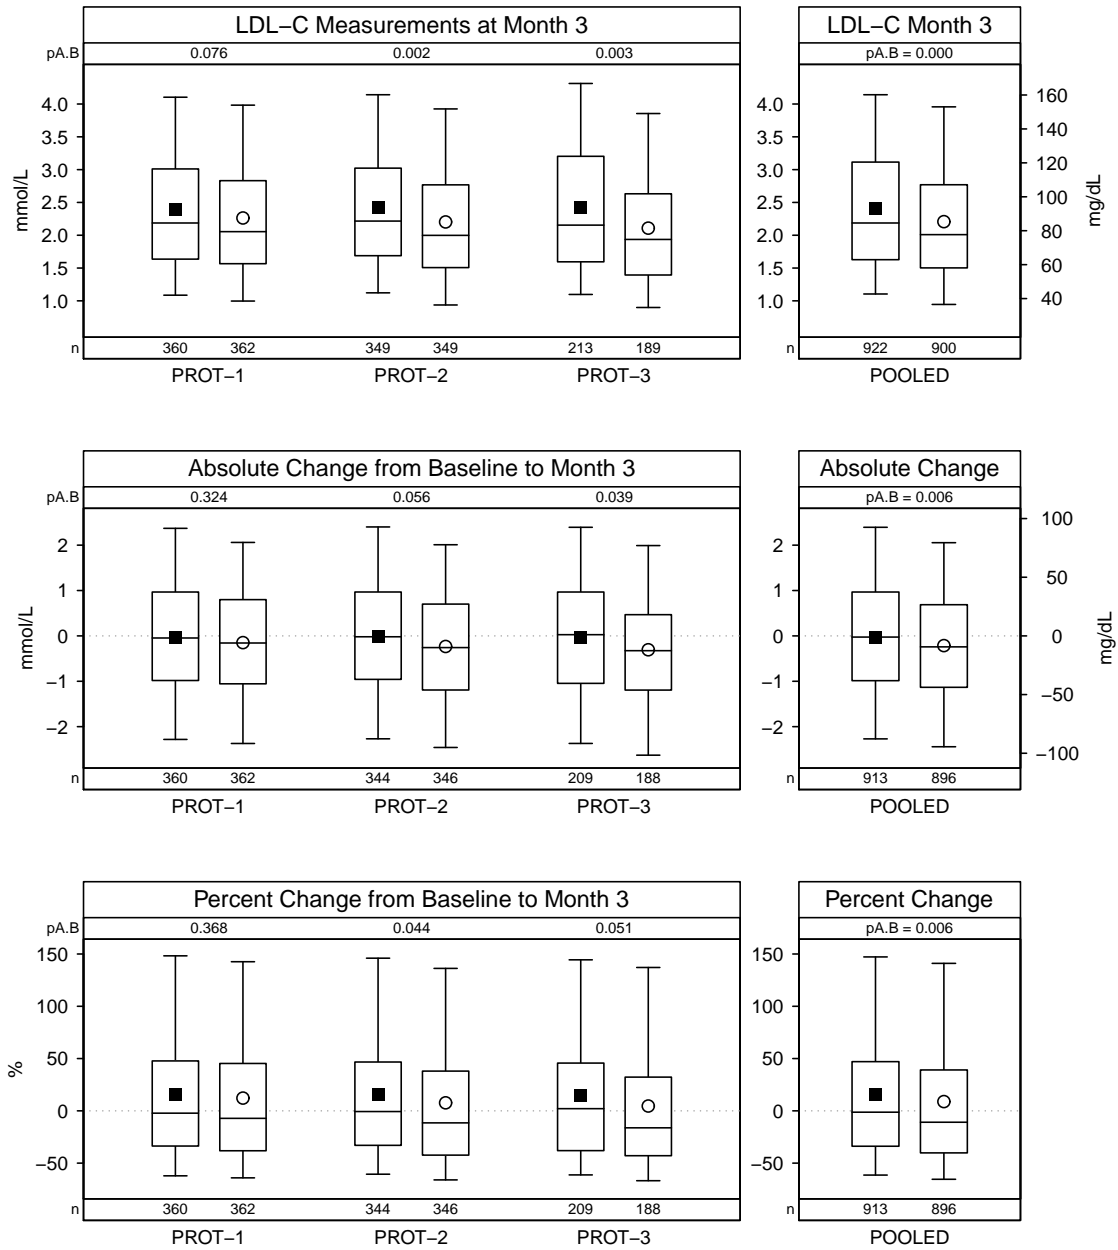 LDL−C Measurements at Month 3
LDL−C Month 3
pA.B 0.076 0.002 0.003
pA.B = 0.000
4.0
3.5
3.0
2.5
2.0
1.5
1.0
mmol/L
4.0
3.5
3.0
2.5
2.0
1.5
1.0
160
140
120
100
80
60
40
mg/dL
n 360 362 349 349 213 189
n 922 900
PROT−1 PROT−2 PROT−3
POOLED
Absolute Change from Baseline to Month 3
Absolute Change
pA.B 0.324 0.056 0.039
pA.B = 0.006
2
1
0
−1
−2
mmol/L
2
1
0
−1
−2
100
50
0
−50
−100
mg/dL
n 360 362 344 346 209 188
n 913 896
PROT−1 PROT−2 PROT−3
POOLED
Percent Change from Baseline to Month 3
Percent Change
pA.B 0.368 0.044 0.051
pA.B = 0.006
150
100
50
0
−50
%
150
100
50
0
−50
n 360 362 344 346 209 188
n 913 896
PROT−1 PROT−2 PROT−3
POOLED